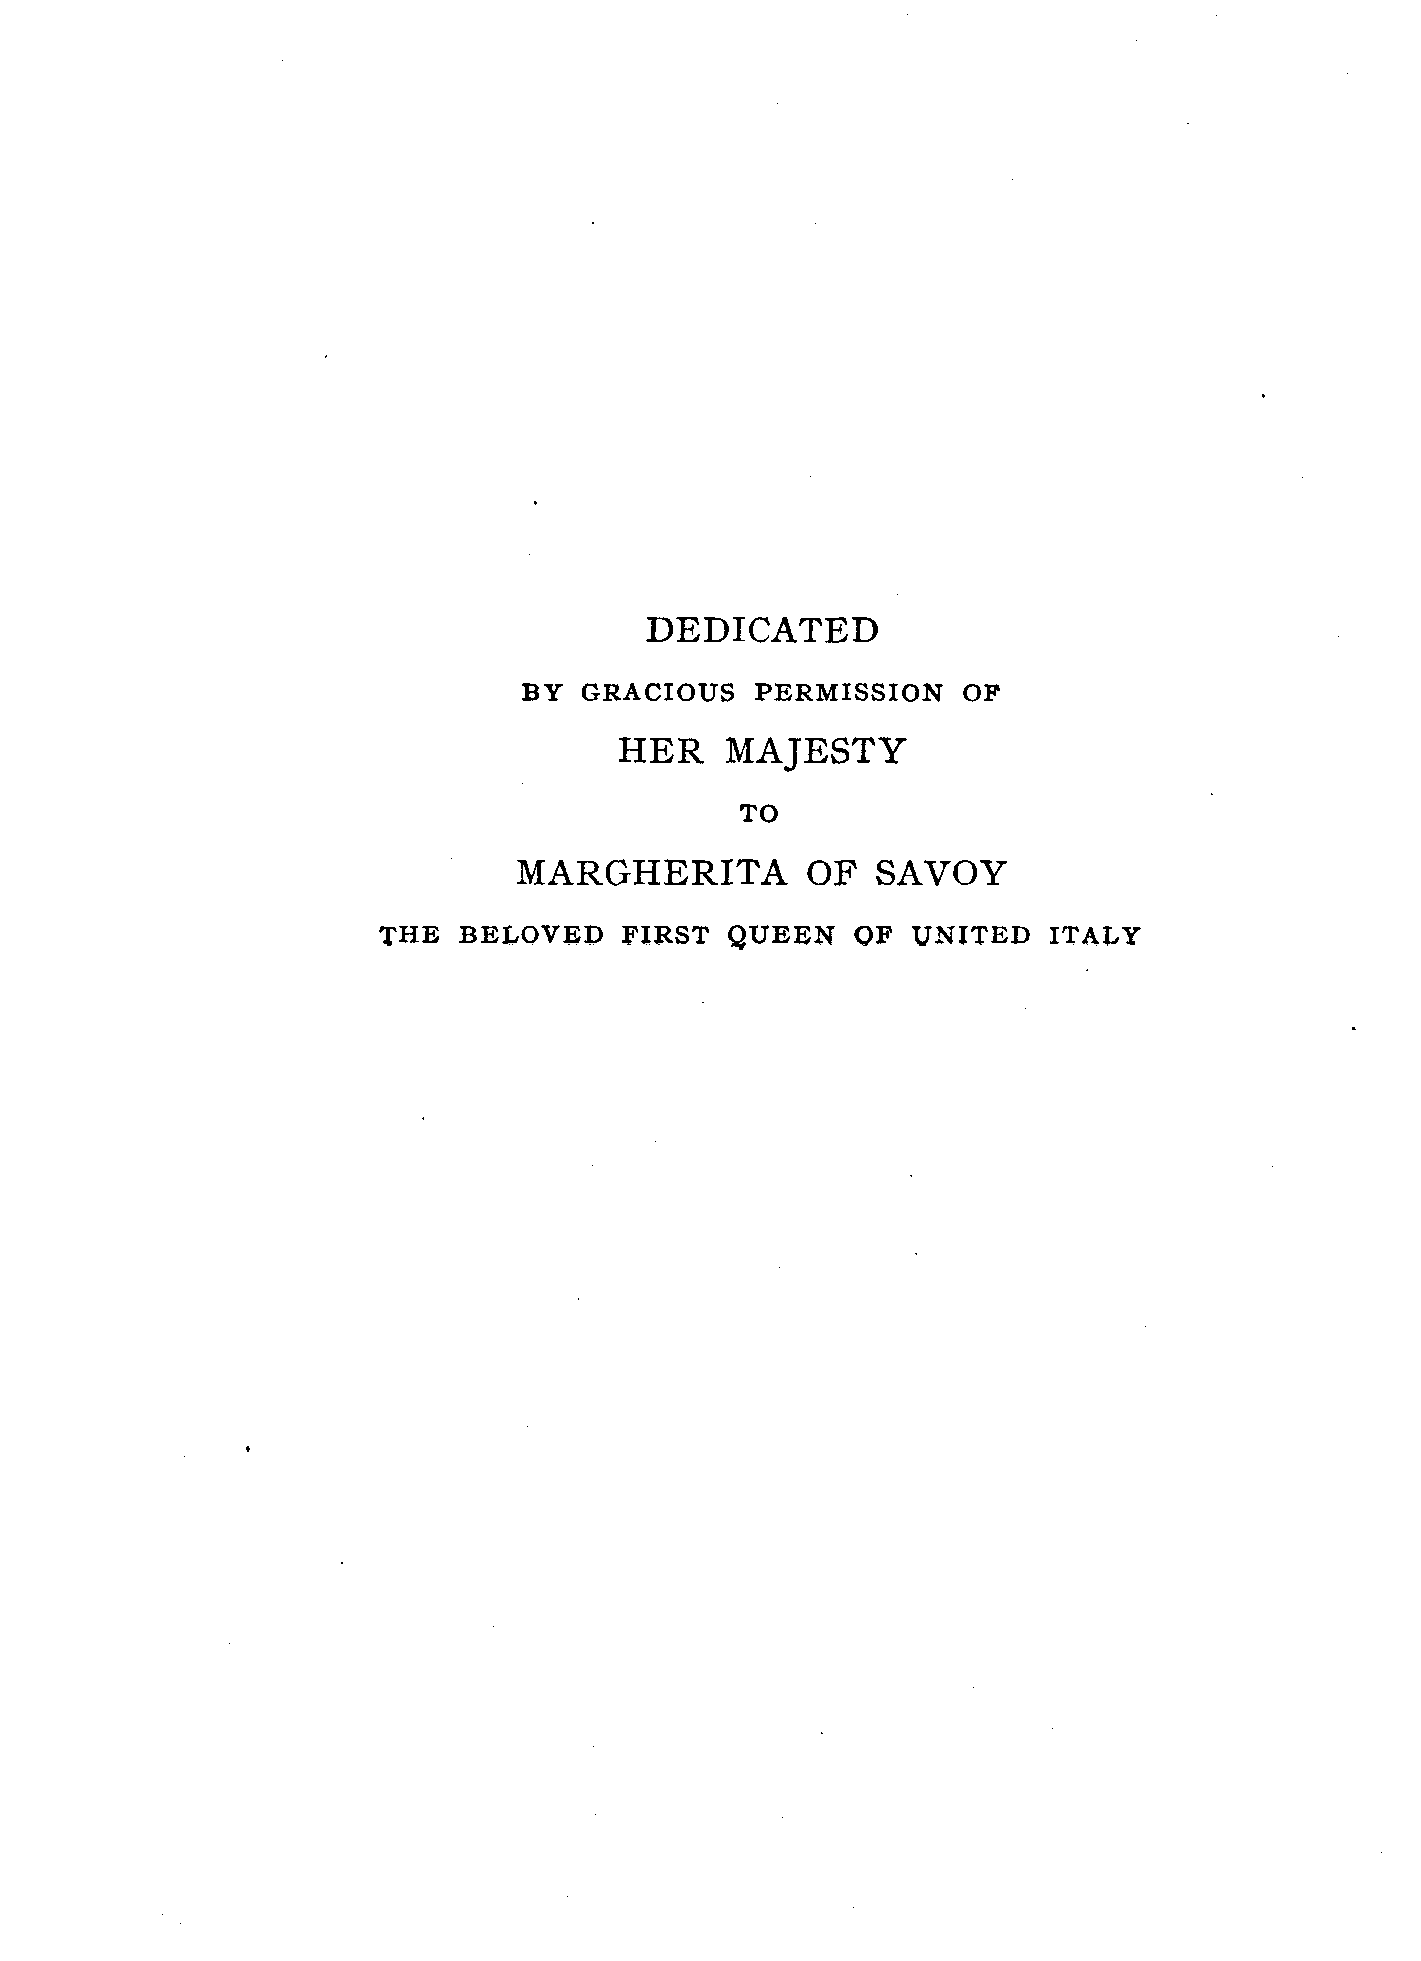 DEDICATED
BY GRACIOUS PERMISSION OF
HER MAJESTY
TO
MARGHERITA OF SAVOY
THE BELOVED FIRST QUEEN OF UNITED ITALY